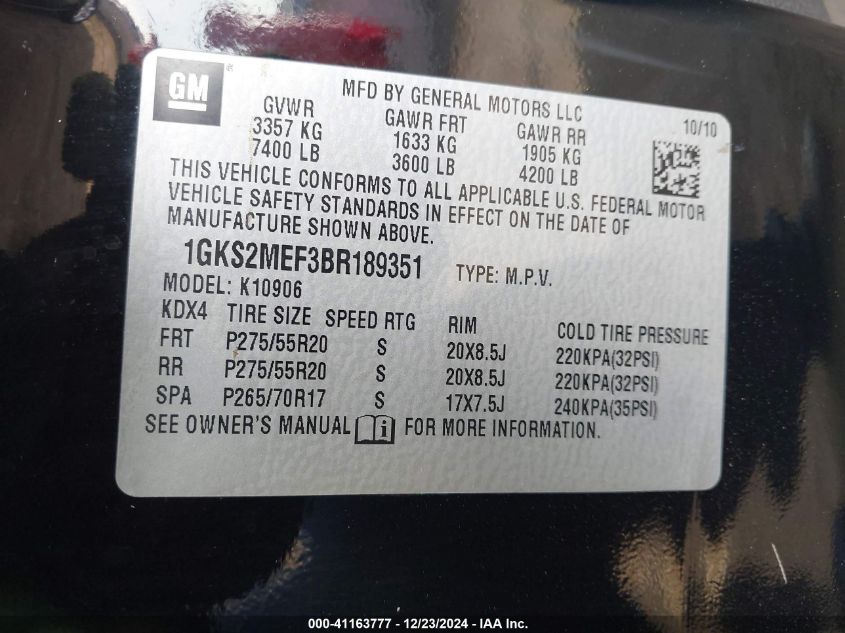 GM
MFD BY GENERAL MOTORS LLC
10/10
GVWR GAWR FRT GAWR RR
3357 KG 1633 KG 1905 KG
7400 LB 3600 LB 4200 LB
THIS VEHICLE CONFORMS TO ALL APPLICABLE U.S. FEDERAL MOTOR
VEHICLE SAFETY STANDARDS IN EFFECT ON THE DATE OF
MANUFACTURE SHOWN ABOVE.
1GKS2MEF3BR189351 TYPE: M.P.V.
MODEL: K10906
KDX4 TIRE SIZE SPEED RTG RIM COLD TIRE PRESSURE
FRT P275/55R20 S 20X8.5J 220KPA(32PSI)
RR P275/55R20 S 20X8.5J 220KPA(32PSI)
SPA P265/70R17 S 17X7.5J 240KPA(35PSI)
SEE OWNER'S MANUAL i FOR MORE INFORMATION.
000-41163777 - 12/23/2024 - IAA Inc.